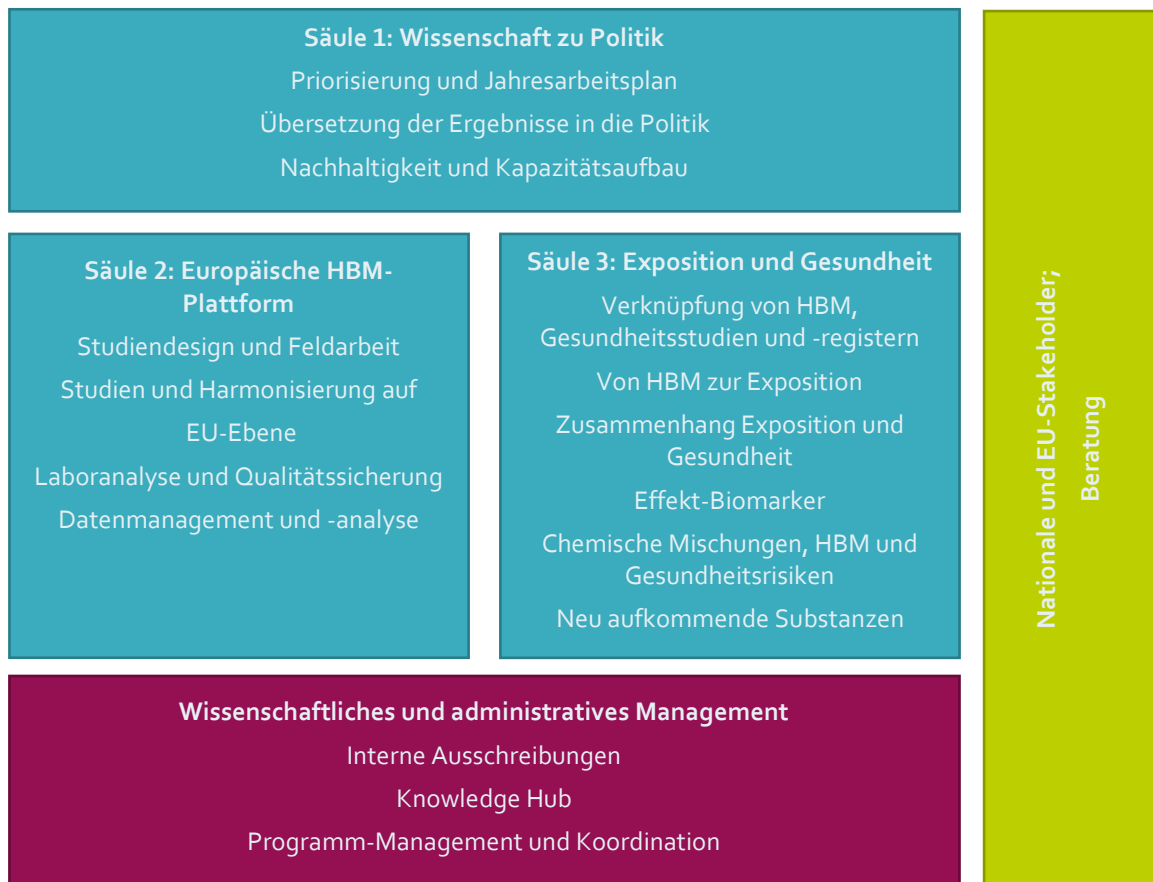 Säule 1: Wissenschaft zu Politik
Priorisierung und Jahresarbeitsplan
Übersetzung der Ergebnisse in die Politik
Nachhaltigkeit und Kapazitätsaufbau
Säule 2: Europäische HBM-
Plattform
Studiendesign und Feldarbeit
Studien und Harmonisierung auf
EU-Ebene
Laboranalyse und Qualitätssicherung
Datenmanagement und -analyse
Säule 3: Exposition und Gesundheit
Verknüpfung von HBM,
Gesundheitsstudien und -registern
Von HBM zur Exposition
Zusammenhang Exposition und
Gesundheit
Effekt-Biomarker
Chemische Mischungen, HBM und
Gesundheitsrisiken
Neu aufkommende Substanzen
Wissenschaftliches und administratives Management
Interne Ausschreibungen
Knowledge Hub
Programm-Management und Koordination
Nationale und EU-Stakeholder;
Beratung